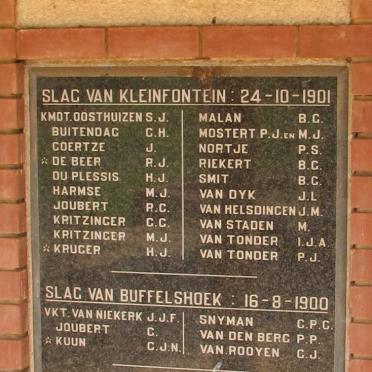 SLAG VAN KLEINFONTEIN : 24-10-1901
KMDT. OOSTHUIZEN S.J.
BUITENDAG C.H.
COERTZE J.
☆ DE BEER R.J.
DU PLESSIS H.J.
HARMSE M.J.
JOUBERT R.C.
KRITZINGER C.C.
KRITZINGER M.J.
☆ KRUGER H.J.
MALAN B.G.
MOSTERT P.J. EN M.J.
NORTJE P.S.
RIEKERT B.G.
SMIT B.G.
VAN DYK J.L
VAN HELSDINGEN J.M.
VAN STADEN M.
VAN TONDER I.J.A.
VAN TONDER P.J.
SLAG VAN BUFFELSHOEK : 16-8-1900
VKT. VAN NIEKERK J.J.F.
JOUBERT G.
☆ KUUN C.J.N.
SNYMAN C.P.G.
VAN DEN BERG P.P.
VAN ROOYEN C.J.